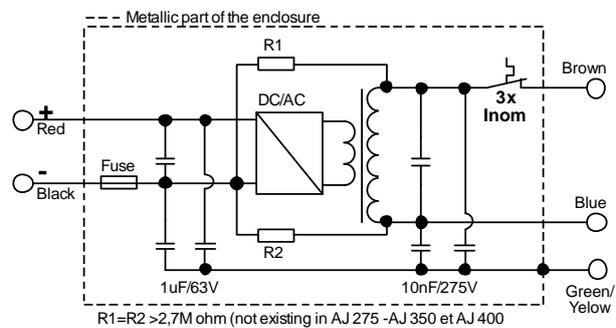 Metallic part of the enclosure
R1
Brown
+
Red
DC/AC
3x
Inom
-
Black
Fuse
Blue
R2
1uF/63V
10nF/275V
Green/
Yelow
R1=R2 >2,7M ohm (not existing in AJ 275 -AJ 350 et AJ 400